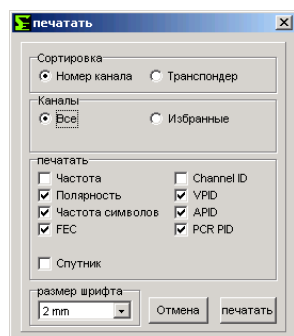 печатать
Сортировка
Номер канала Транспондер
Каналы
Все Избранные
печатать
Частота Channel ID
Полярность VPID
Частота символов APID
FEC PCR PID
Спутник
размер шрифта
2 mm Отмена печатать